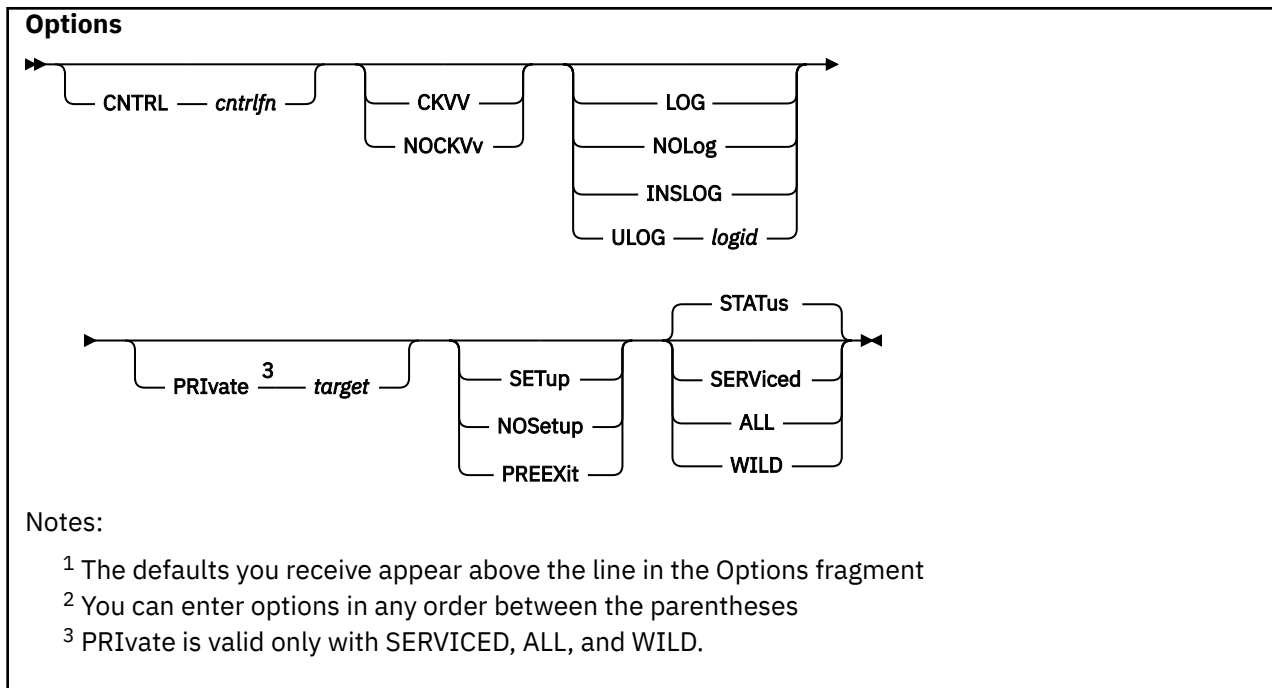 Options
CNTRL cntrlfn
CKVV
NOCKVv
LOG
NOLog
INSLOG
ULOG logid
PRIvate 3 target
SETup
NOSetup
PREEXit
STATus
SERViced
ALL
WILD
Notes:
1 The defaults you receive appear above the line in the Options fragment
2 You can enter options in any order between the parentheses
3 PRIvate is valid only with SERVICED, ALL, and WILD.